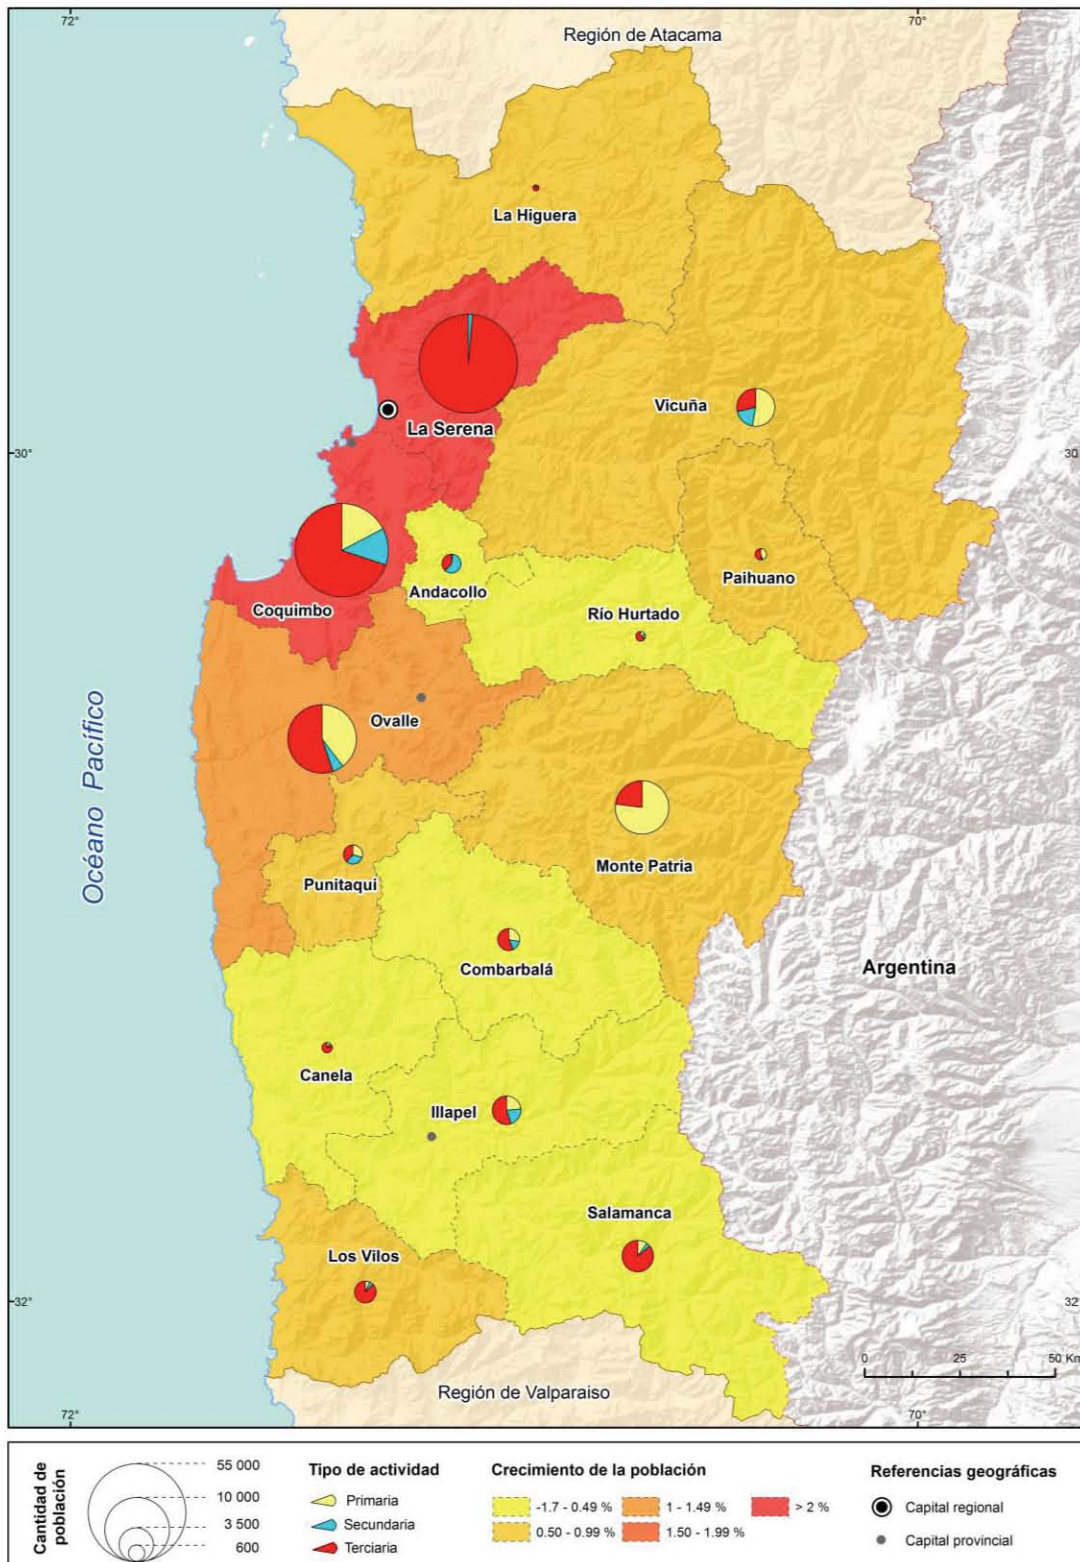 72°
70°
Región de Atacama
La Higuera
La Serena
Vicuña
30°
30
Coquimbo
Andacollo
Paihuano
Río Hurtado
Ovalle
Océano Pacífico
Punitaqui
Monte Patria
Combarbalá
Argentina
Canela
Illapel
Salamanca
Los Vilos
32°
32
0
25
50 Km
Región de Valparaiso
72°
70°
Cantidad de
población
55 000
10 000
3 500
600
Tipo de actividad
Primaria
Secundaria
Terciaria
Crecimiento de la población
-1.7 - 0.49 %
1 - 1.49 %
> 2 %
0.50 - 0.99 %
1.50 - 1.99 %
Referencias geográficas
Capital regional
Capital provincial